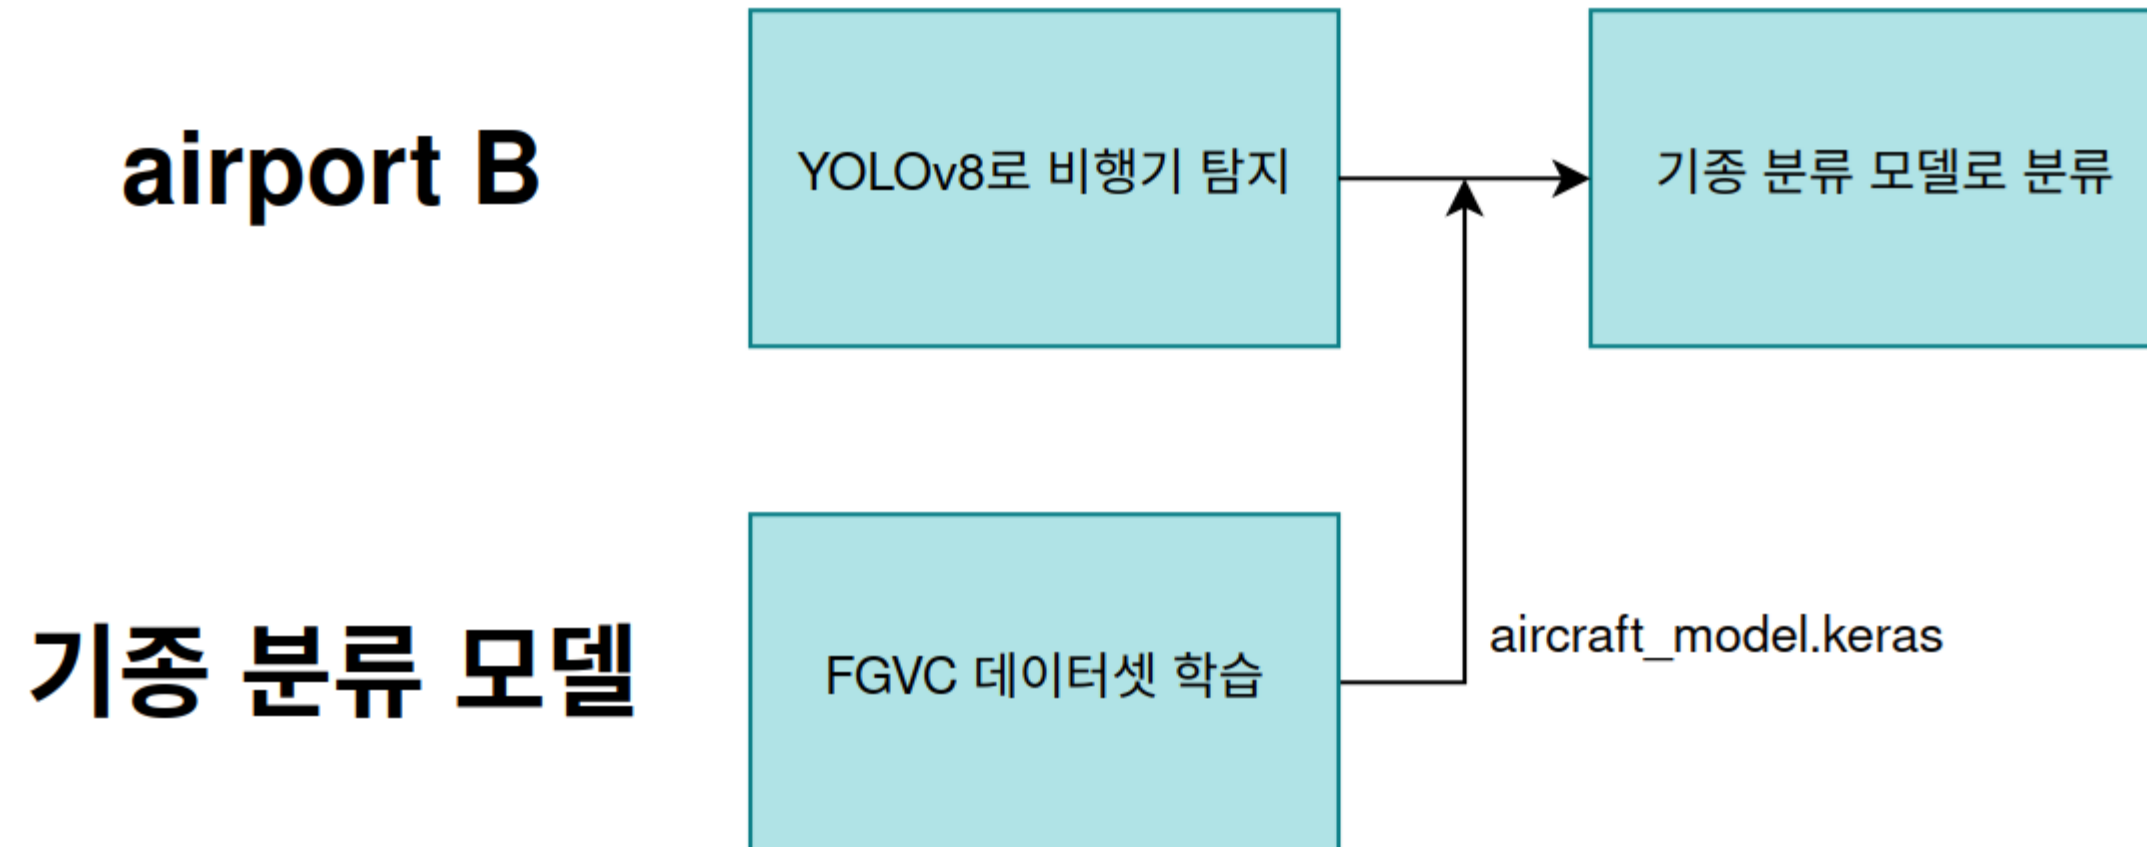 airport B
YOLOv8로 비행기 탐지
기종 분류 모델로 분류
기종 분류 모델
FGVC 데이터셋 학습
aircraft_model.keras